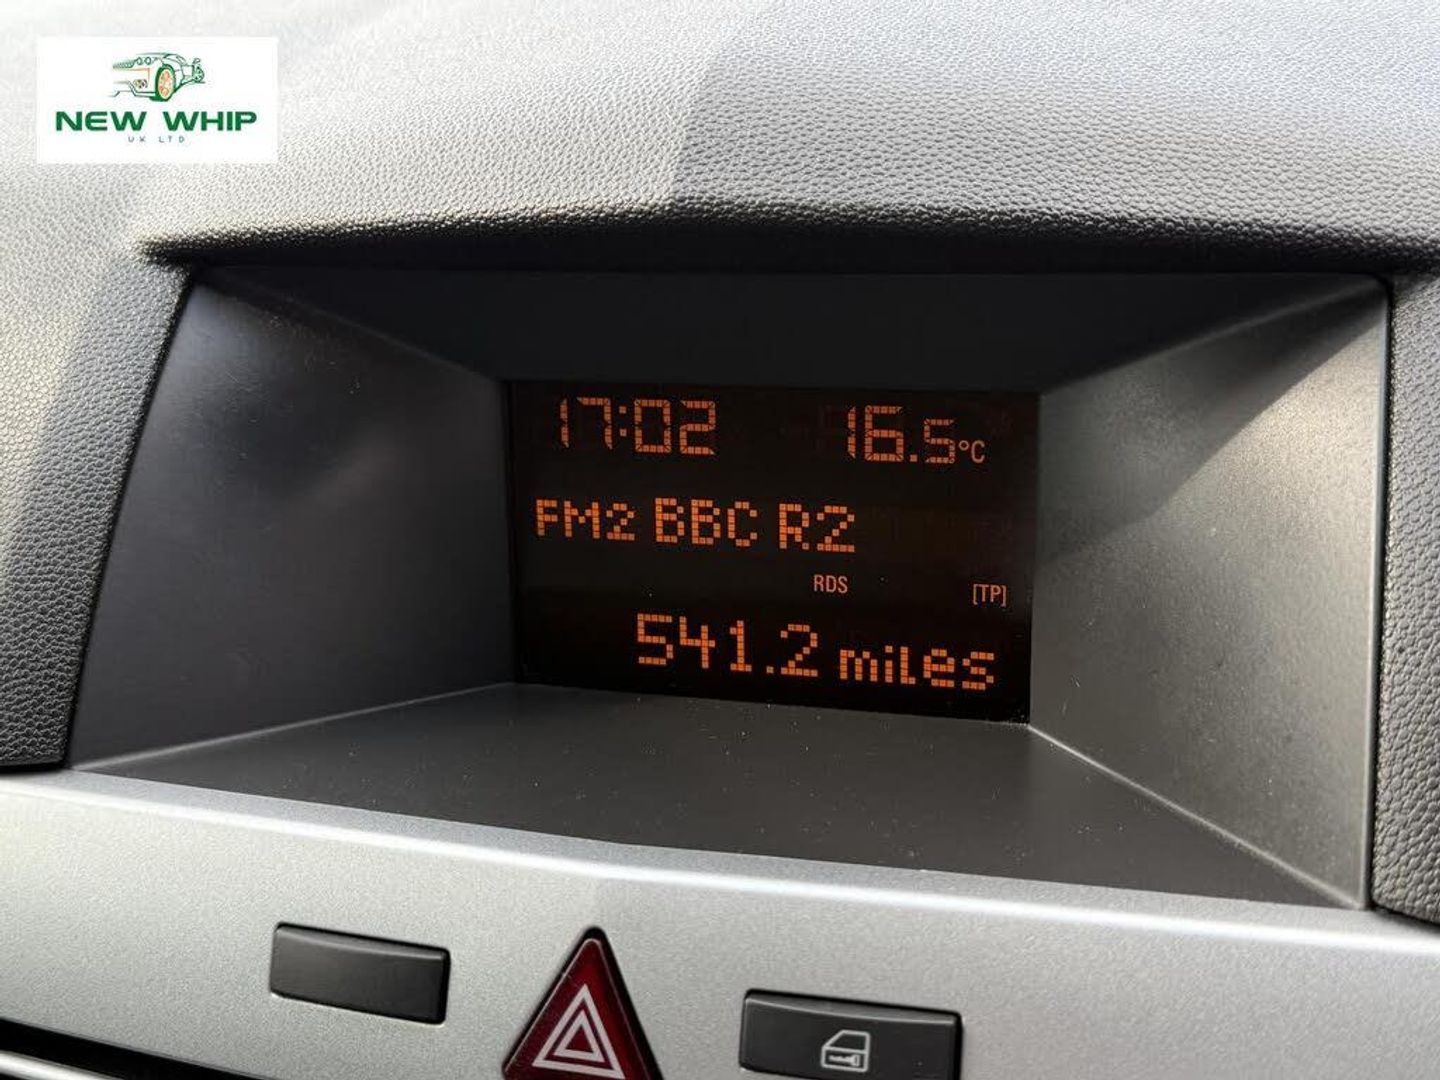 NEW WHIP
UK LTD
17:02 16.5°C
FM2 BBC R2
RDS [TP]
541.2 miles